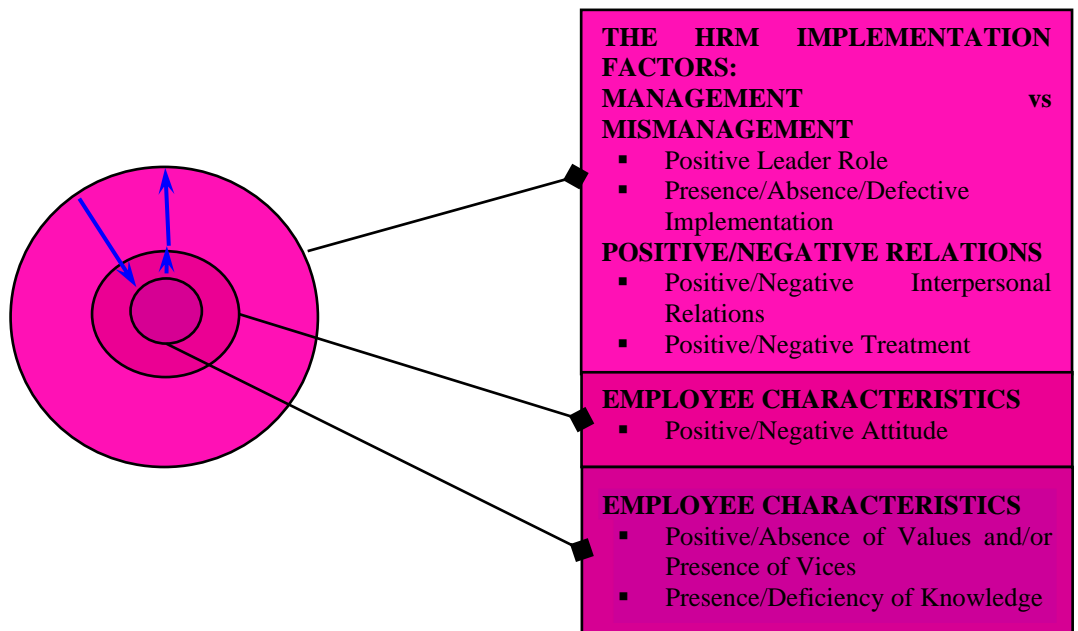 THE HRM IMPLEMENTATION
FACTORS:
MANAGEMENT vs
MISMANAGEMENT
▪ Positive Leader Role
▪ Presence/Absence/Defective
Implementation
POSITIVE/NEGATIVE RELATIONS
▪ Positive/Negative Interpersonal
Relations
▪ Positive/Negative Treatment
EMPLOYEE CHARACTERISTICS
▪ Positive/Negative Attitude
EMPLOYEE CHARACTERISTICS
▪ Positive/Absence of Values and/or
Presence of Vices
▪ Presence/Deficiency of Knowledge